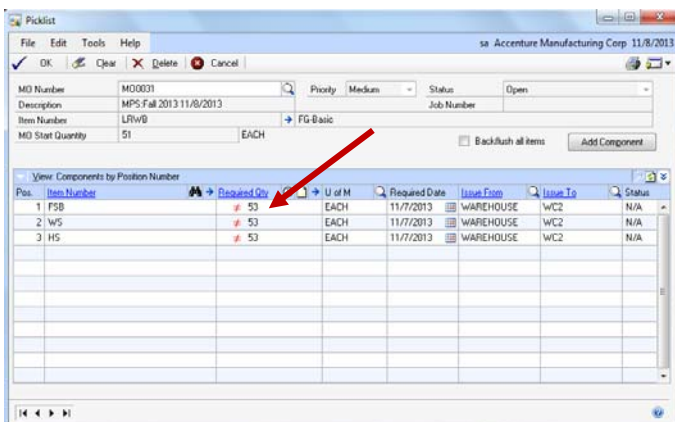 Picklist
File Edit Tools Help sa Accenture Manufacturing Corp 11/8/2013
OK Clear Delete Cancel
MO Number MO0031 Priority Medium Status Open
Description MPS:Fall 2013 11/8/2013 Job Number
Item Number LRWB FG-Basic
MO Start Quantity 51 EACH Backflush all items Add Component
View: Components by Position Number
Pos. Item Number Required Qty U of M Required Date Issue From Issue To Status
1 FSB 53 EACH 11/7/2013 WAREHOUSE WC2 N/A
2 WS 53 EACH 11/7/2013 WAREHOUSE WC2 N/A
3 HS 53 EACH 11/7/2013 WAREHOUSE WC2 N/A